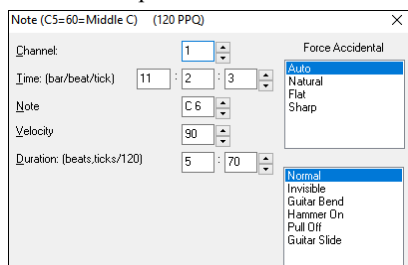 Note (C5=60=Middle C) (120 PPQ)
Channel: 1
Time: (bar/beat/tick) 11 : 2 : 3
Note C 6
Velocity 90
Duration: (beats,ticks/120) 5 : 70
Force Accidental
Auto
Natural
Flat
Sharp
Normal
Invisible
Guitar Bend
Hammer On
Pull Off
Guitar Slide